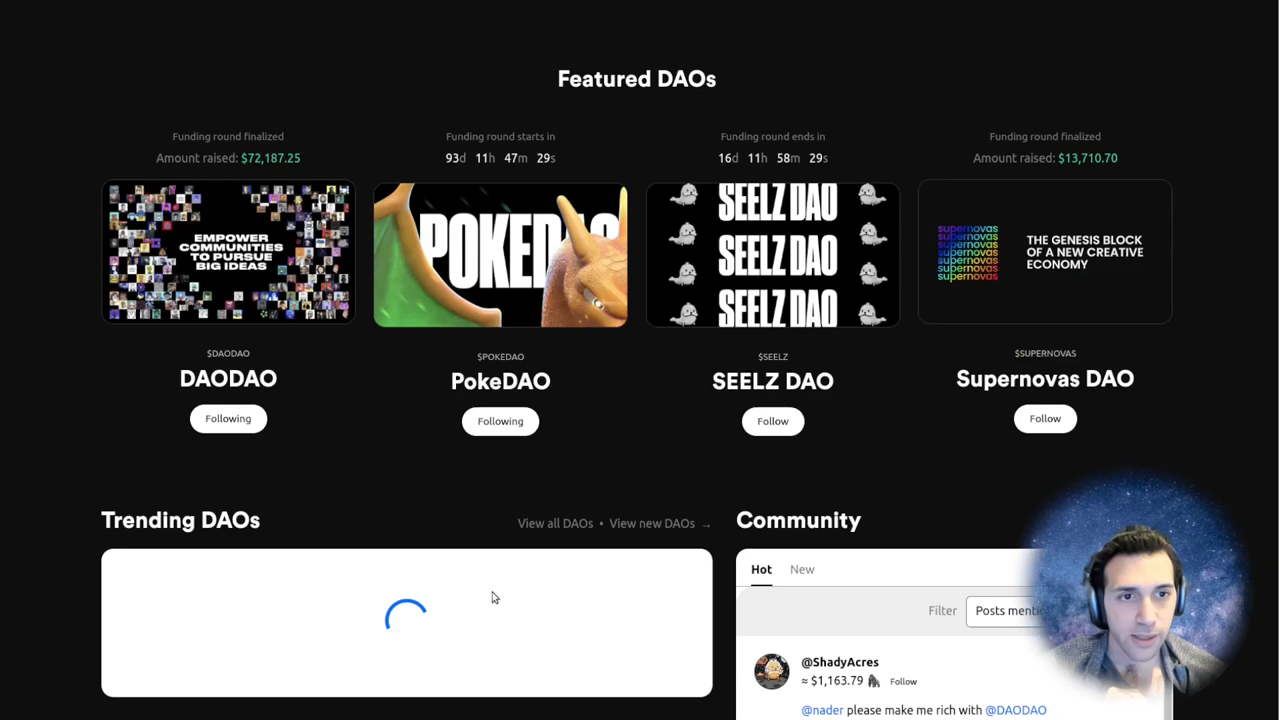 Featured DAOs
Funding round finalized
Amount raised: $72,187.25
EMPOWER
COMMUNITIES
TO PURSUE
BIG IDEAS
$DAODAO
DAODAO
Following
Funding round starts in
93d 11h 47m 29s
POKEDAO
$POKEDAO
PokeDAO
Following
Funding round ends in
16d 11h 58m 29s
SEELZ DAO
SEELZ DAO
SEELZ DAO
$SEELZ
SEELZ DAO
Follow
Funding round finalized
Amount raised: $13,710.70
supernovas
supernovas
supernovas
supernovas
supernovas
supernovas
supernovas
THE GENESIS BLOCK
OF A NEW CREATIVE
ECONOMY
$SUPERNOVAS
Supernovas DAO
Follow
Trending DAOs
View all DAOs • View new DAOs →
Community
Hot New
Filter Posts menti
@ShadyAcres
≈ $1,163.79 Follow
@nader please make me rich with @DAODAO